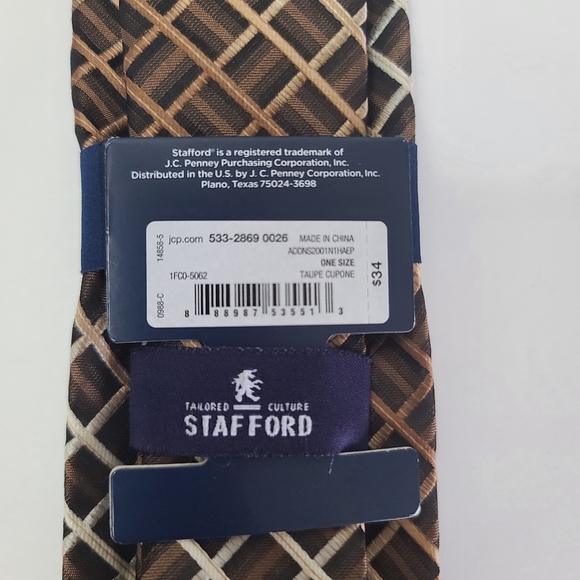 Stafford® is a registered trademark of
J.C. Penney Purchasing Corporation, Inc.
Distributed in the U.S. by J. C. Penney Corporation, Inc.
Plano, Texas 75024-3698
14858-5
0988-C
jcp.com 533-2869 0026 MADE IN CHINA
ADDNS2001N1HAEP
ONE SIZE
1FC0-5062 TAUPE CUPONE
$34
8 88987 53551 3
TAILORED CULTURE
STAFFORD